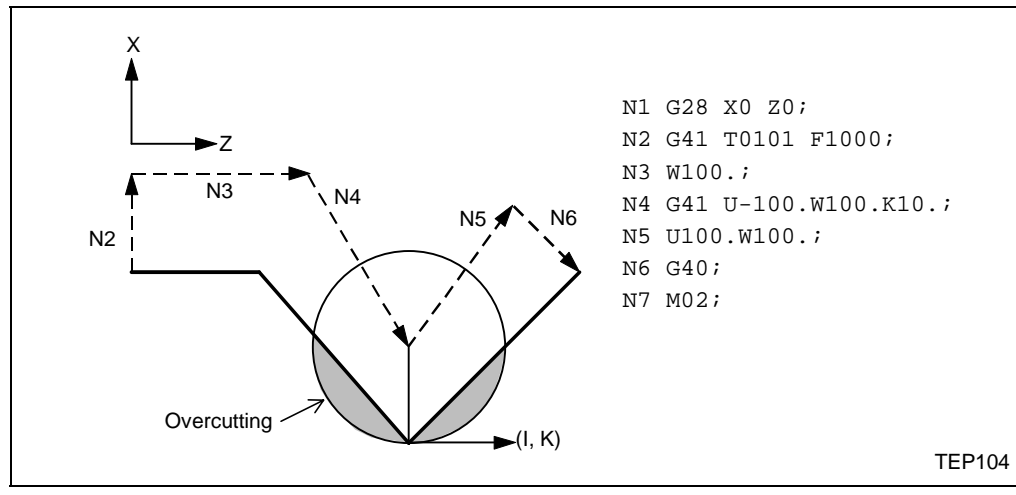 X
Z
N3
N4
N2
N5
N6
Overcutting
(I, K)
N1 G28 X0 Z0;
N2 G41 T0101 F1000;
N3 W100.;
N4 G41 U-100.W100.K10.;
N5 U100.W100.;
N6 G40;
N7 M02;
TEP104